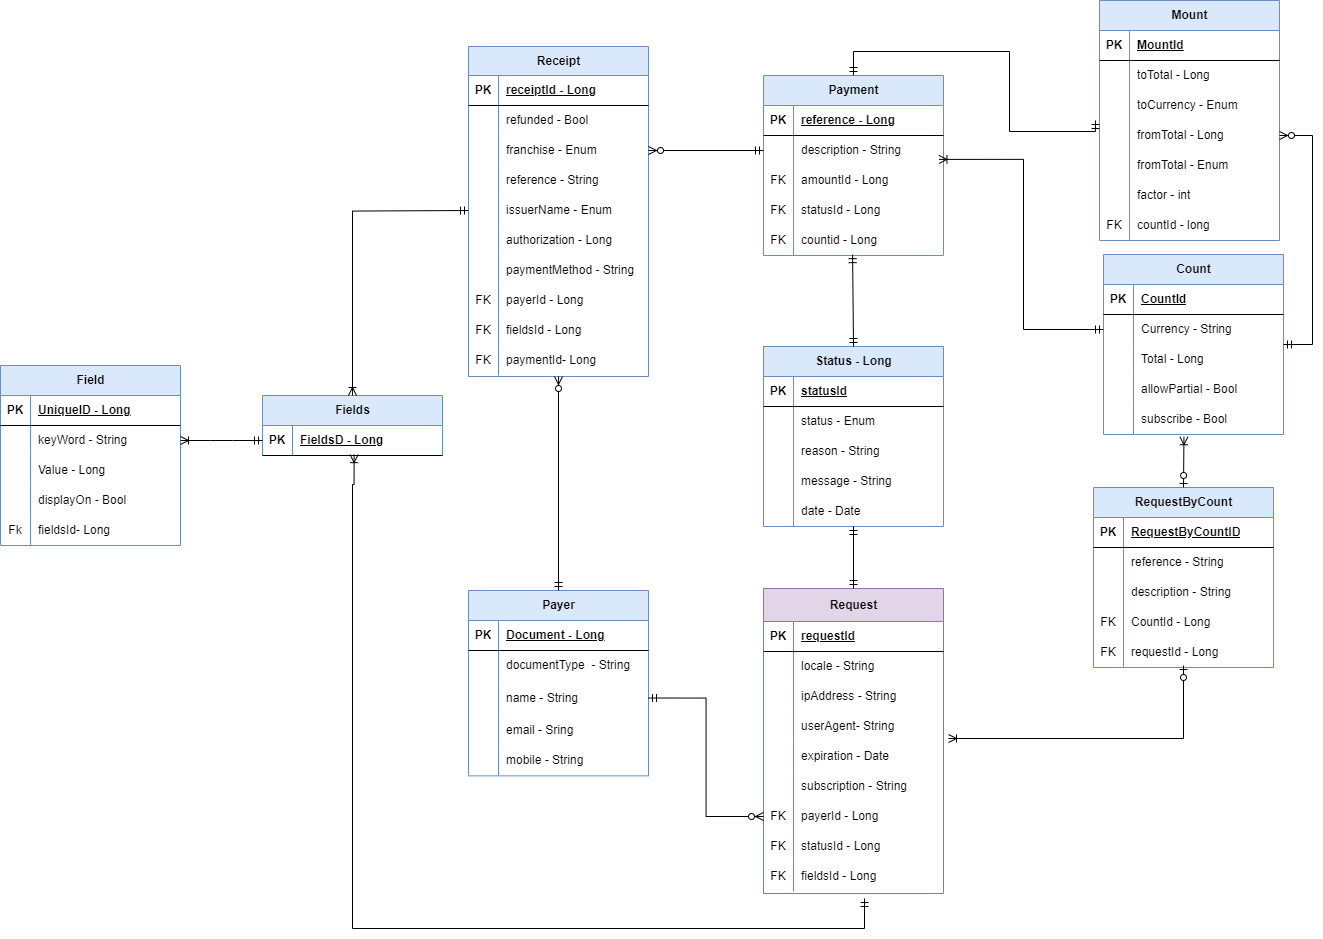 Mount
PK MountId
toTotal - Long
toCurrency - Enum
fromTotal - Long
fromTotal - Enum
factor - int
FK countId - long
Receipt
PK receiptId - Long
refunded - Bool
franchise - Enum
reference - String
issuerName - Enum
authorization - Long
paymentMethod - String
FK payerId - Long
FK fieldsId - Long
FK paymentId- Long
Payment
PK reference - Long
description - String
FK amountId - Long
FK statusId - Long
FK countid - Long
Count
PK CountId
Currency - String
Total - Long
allowPartial - Bool
subscribe - Bool
Status - Long
PK statusId
status - Enum
reason - String
message - String
date - Date
Field
PK UniqueID - Long
keyWord - String
Value - Long
displayOn - Bool
Fk fieldsId- Long
Fields
PK FieldsD - Long
RequestByCount
PK RequestByCountID
reference - String
description - String
FK CountId - Long
FK requestId - Long
Payer
PK Document - Long
documentType - String
name - String
email - Sring
mobile - String
Request
PK requestId
locale - String
ipAddress - String
userAgent- String
expiration - Date
subscription - String
FK payerId - Long
FK statusId - Long
FK fieldsId - Long